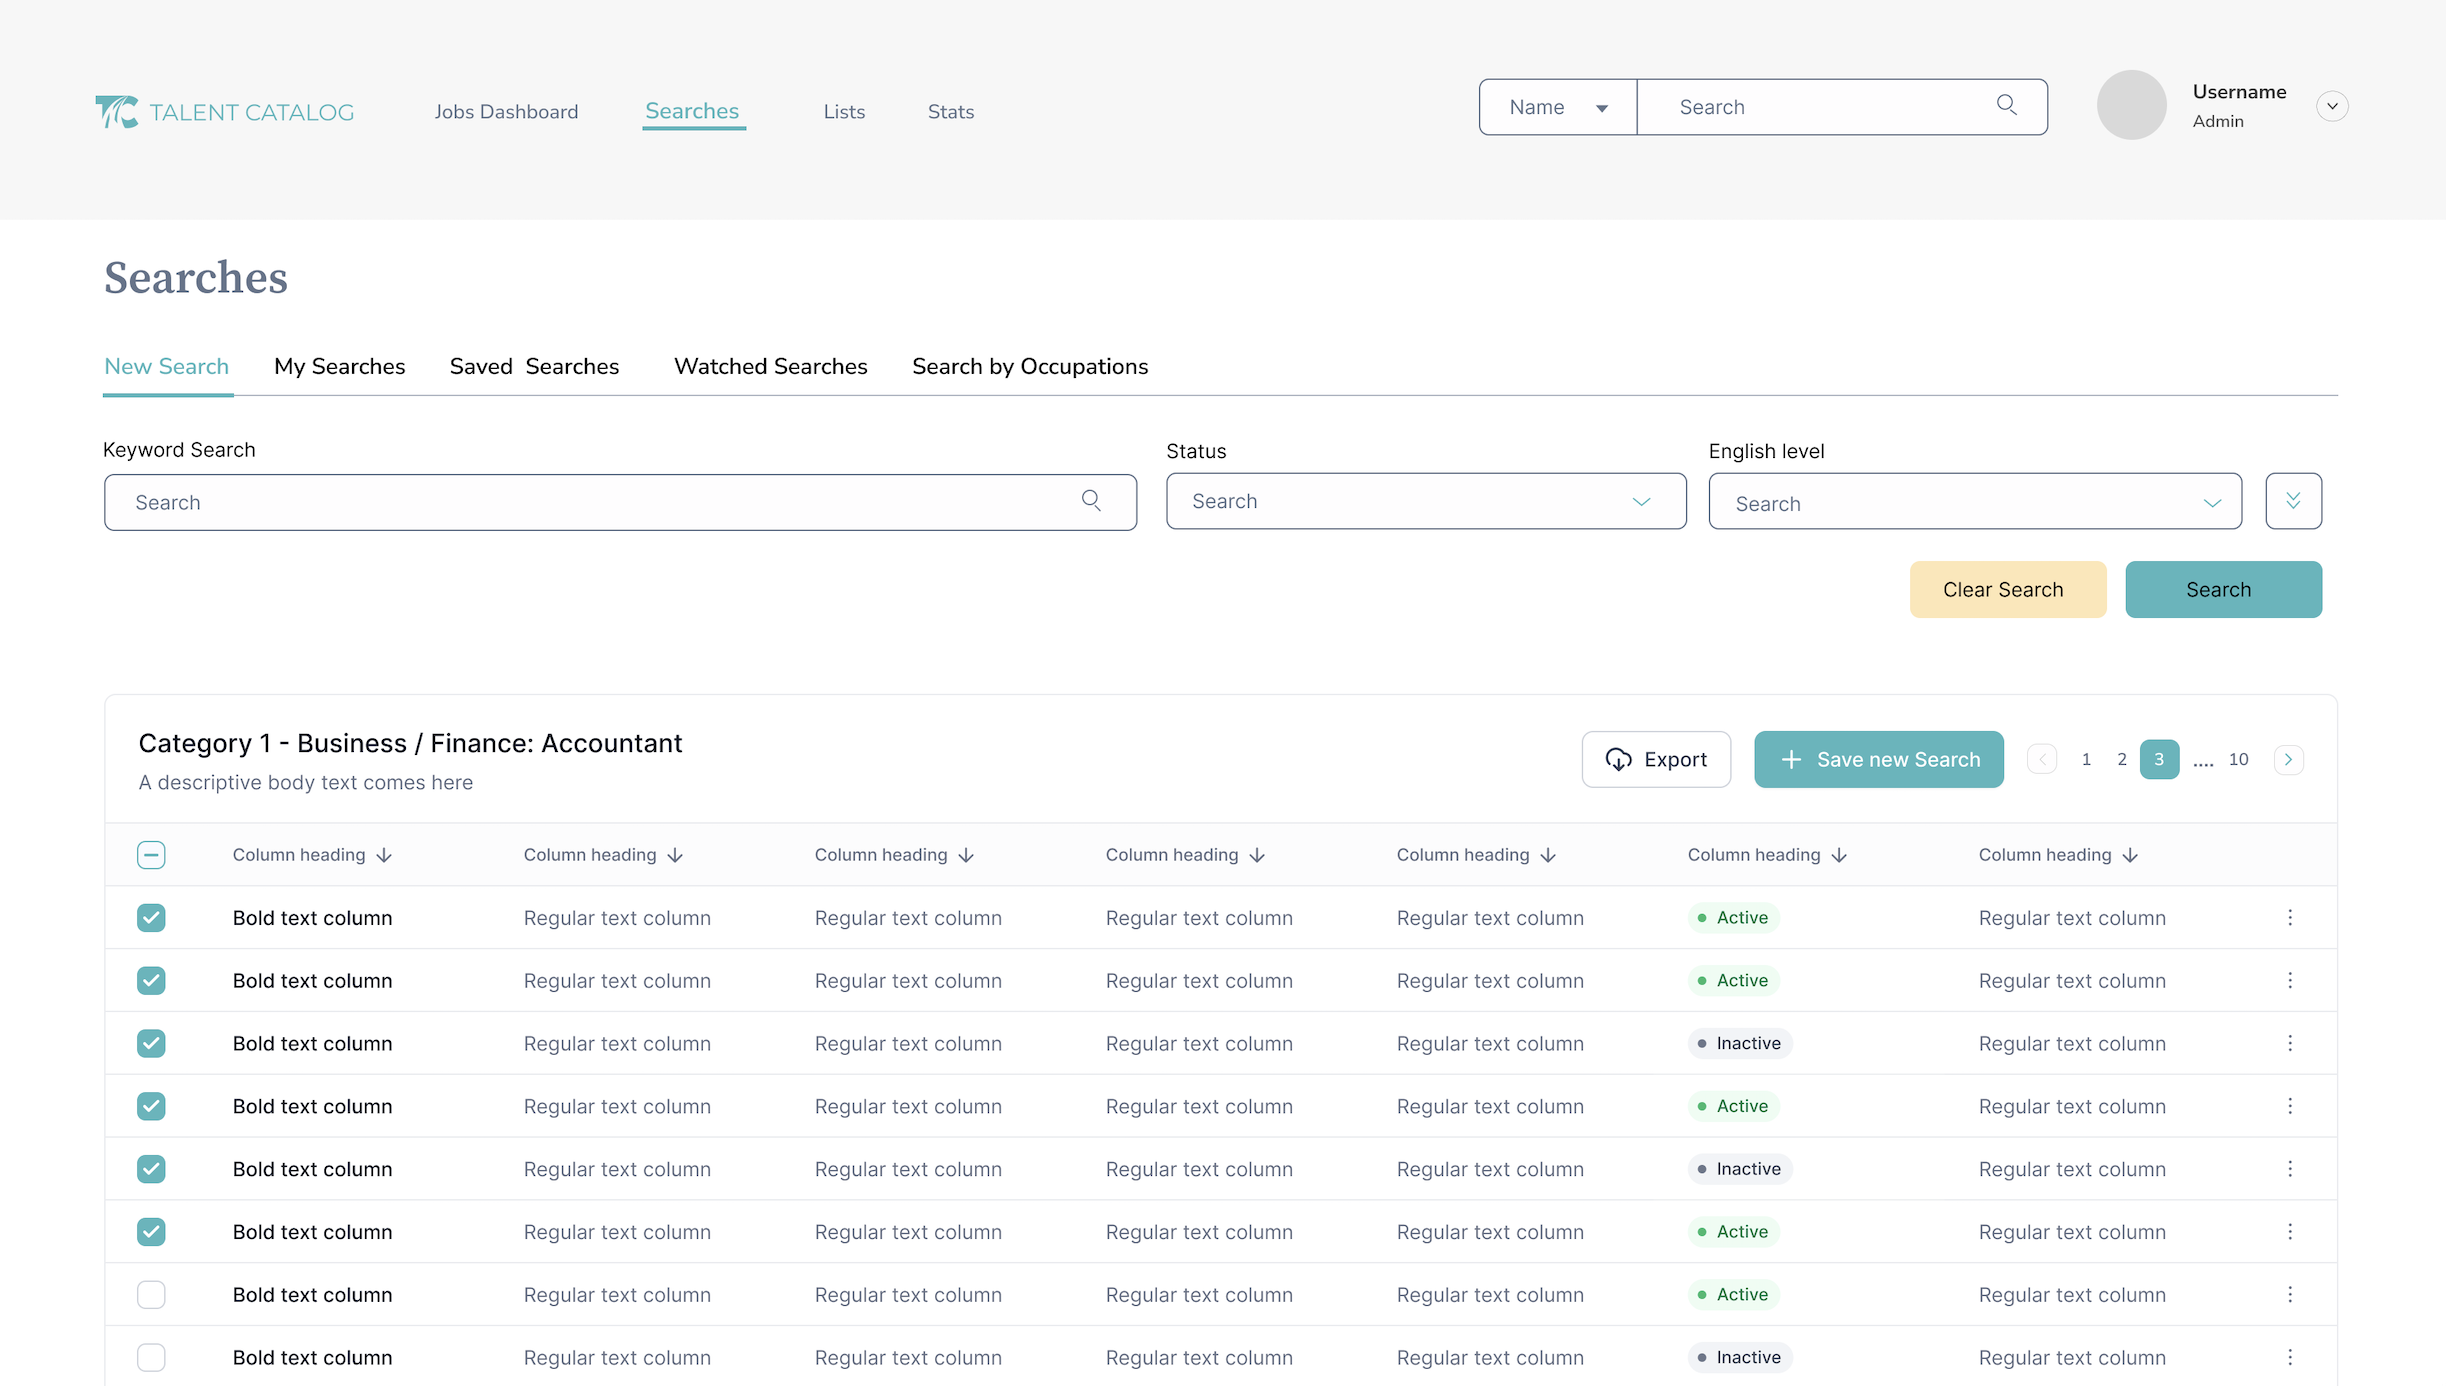 TALENT CATALOG Jobs Dashboard Searches Lists Stats Name Search Username
Admin
Searches
New Search My Searches Saved Searches Watched Searches Search by Occupations
Keyword Search Status English level
Search Search Search
Clear Search Search
Category 1 - Business / Finance: Accountant
A descriptive body text comes here
Export + Save new Search 1 2 3 .... 10
Column heading Column heading Column heading Column heading Column heading Column heading Column heading
Bold text column Regular text column Regular text column Regular text column Regular text column Active Regular text column
Bold text column Regular text column Regular text column Regular text column Regular text column Active Regular text column
Bold text column Regular text column Regular text column Regular text column Regular text column Inactive Regular text column
Bold text column Regular text column Regular text column Regular text column Regular text column Active Regular text column
Bold text column Regular text column Regular text column Regular text column Regular text column Inactive Regular text column
Bold text column Regular text column Regular text column Regular text column Regular text column Active Regular text column
Bold text column Regular text column Regular text column Regular text column Regular text column Active Regular text column
Bold text column Regular text column Regular text column Regular text column Regular text column Inactive Regular text column